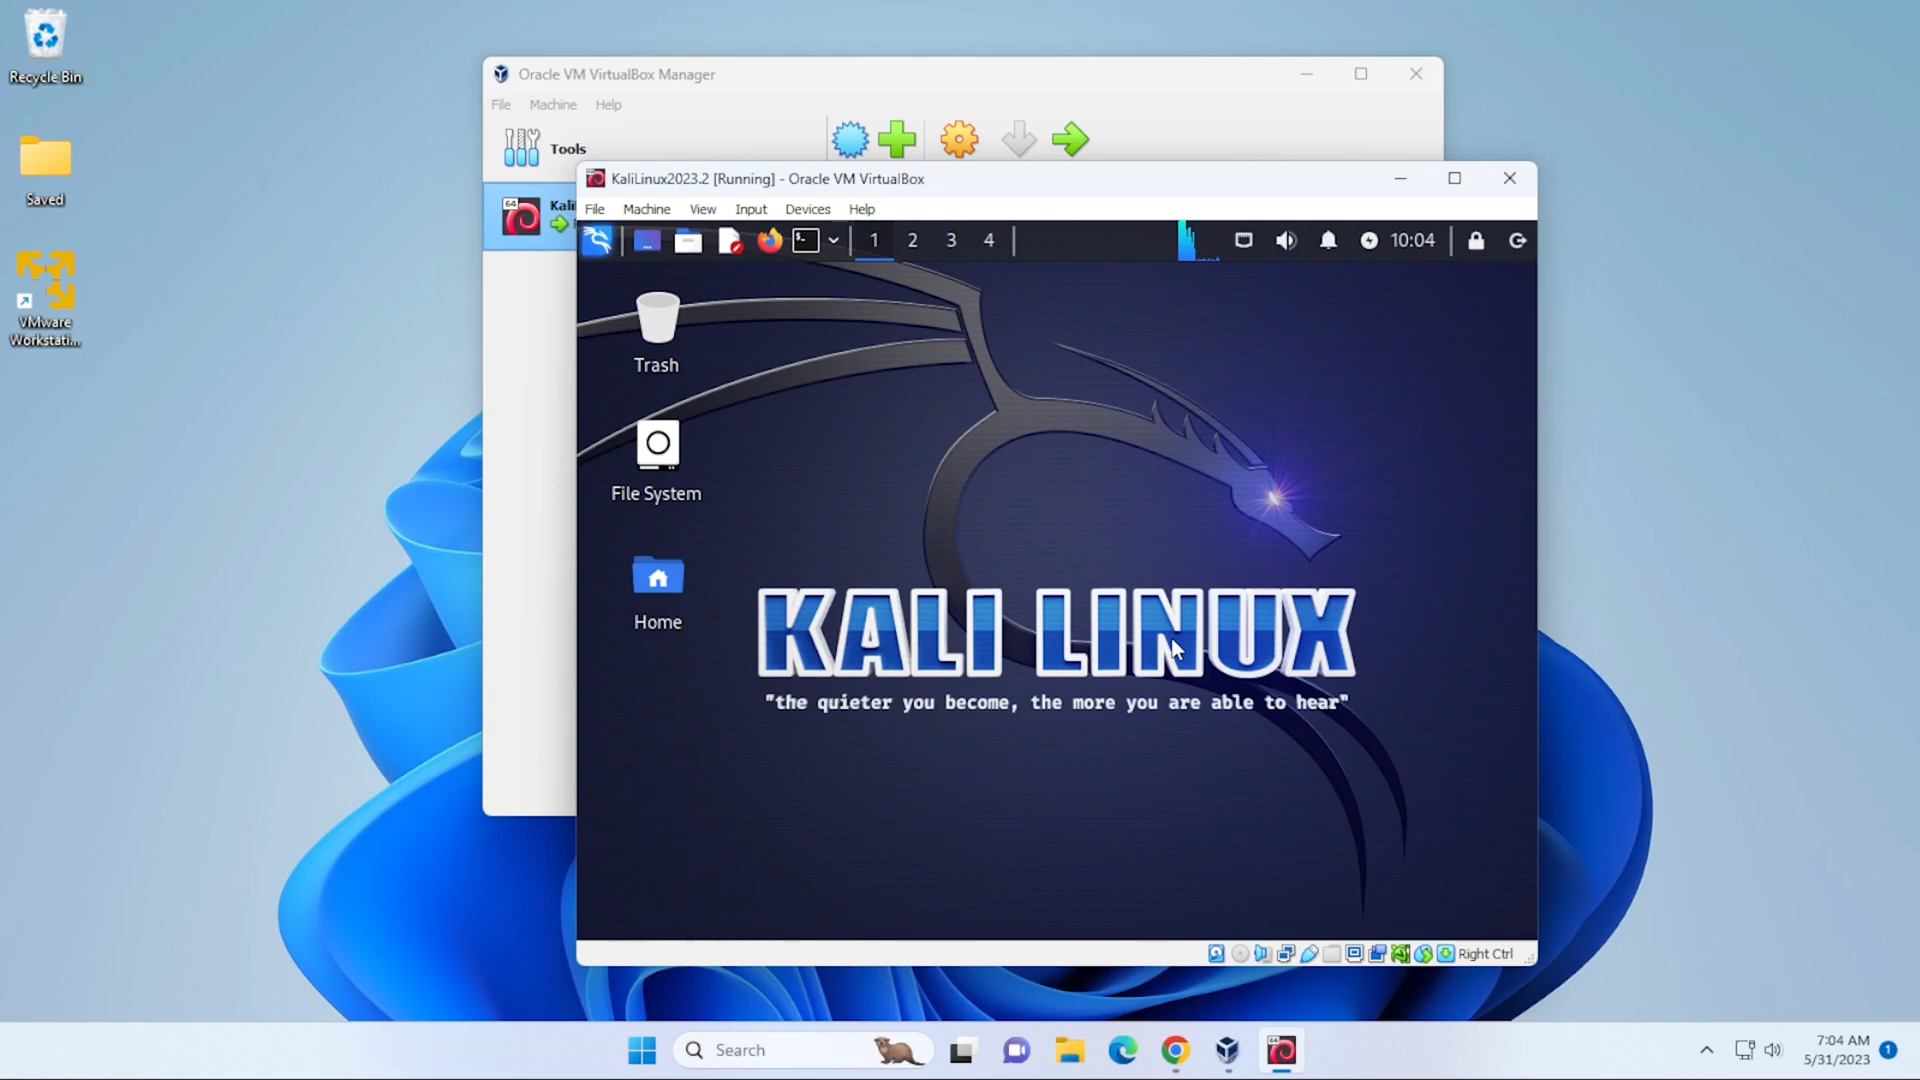 Recycle Bin
Saved
VMware
Workstati...
Oracle VM VirtualBox Manager
File Machine Help
Tools
64
Kali
KaliLinux2023.2 [Running] - Oracle VM VirtualBox
File Machine View Input Devices Help
1 2 3 4 10:04
Trash
File System
Home
KALI LINUX
"the quieter you become, the more you are able to hear"
Right Ctrl
Search
7:04 AM
5/31/2023
1